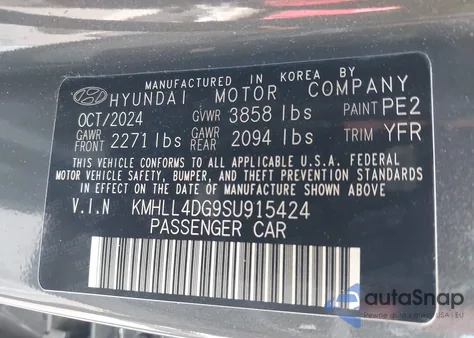 MANUFACTURED IN KOREA BY
HYUNDAI MOTOR COMPANY
OCT/2024 GVWR 3858 lbs PAINT PE2
GAWR FRONT 2271 lbs GAWR REAR 2094 lbs TRIM YFR
THIS VEHICLE CONFORMS TO ALL APPLICABLE U.S.A. FEDERAL
MOTOR VEHICLE SAFETY, BUMPER, AND THEFT PREVENTION STANDARDS
IN EFFECT ON THE DATE OF MANUFACTURE SHOWN ABOVE.
V.I.N KMHLL4DG9SU915424
PASSENGER CAR
autoSnap